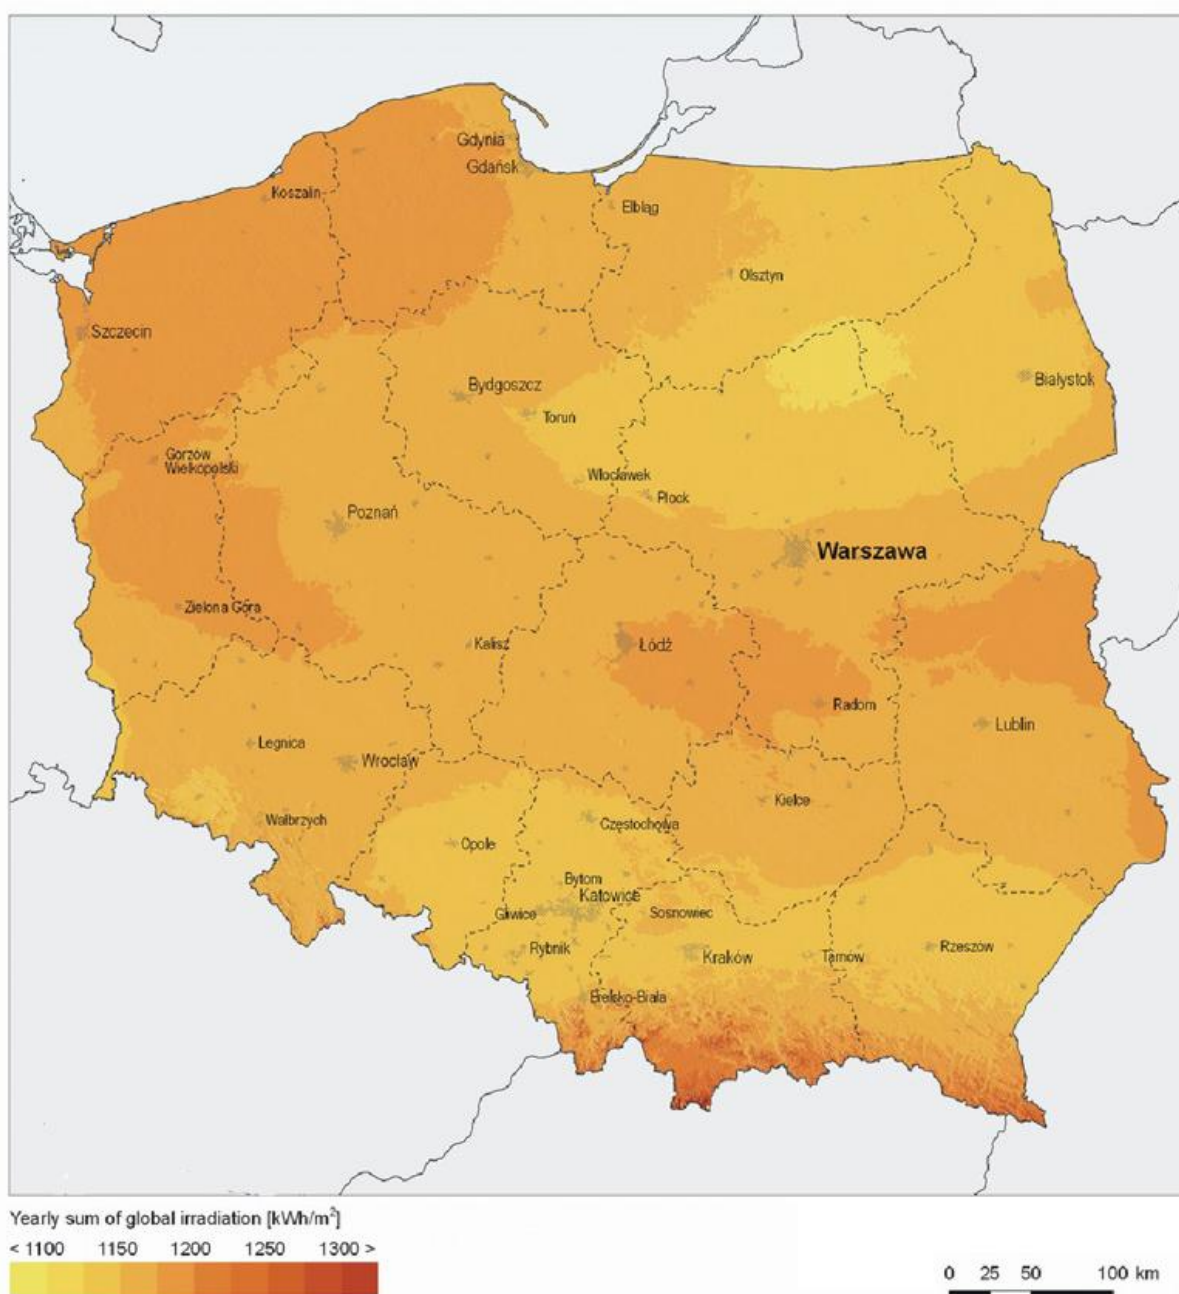 Gdynia
Gdańsk
Koszalin
Elbląg
Olsztyn
Szczecin
Białystok
Bydgoszcz
Toruń
Gorzów
Wielkopolski
Włocławek
Płock
Poznań
Warszawa
Zielona Góra
Kalisz
Łódź
Radom
Lublin
Legnica
Wrocław
Kielce
Wałbrzych
Częstochowa
Opole
Bytom
Katowice
Gliwice
Sosnowiec
Rybnik
Kraków
Tarnów
Rzeszów
Bielsko-Biała
Yearly sum of global irradiation [kWh/m²]
< 1100 1150 1200 1250 1300 >
0 25 50 100 km